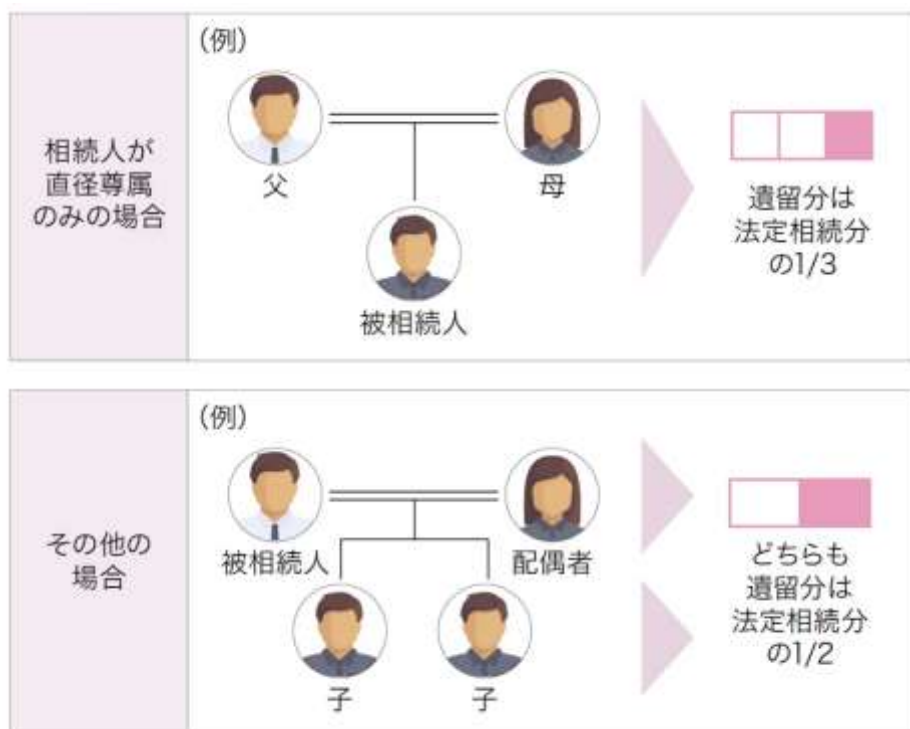 相続人が
直径尊属
のみの場合
（例）
父
母
被相続人
遺留分は
法定相続分
の1/3
その他の
場合
（例）
被相続人
配偶者
子
子
どちらも
遺留分は
法定相続分
の1/2